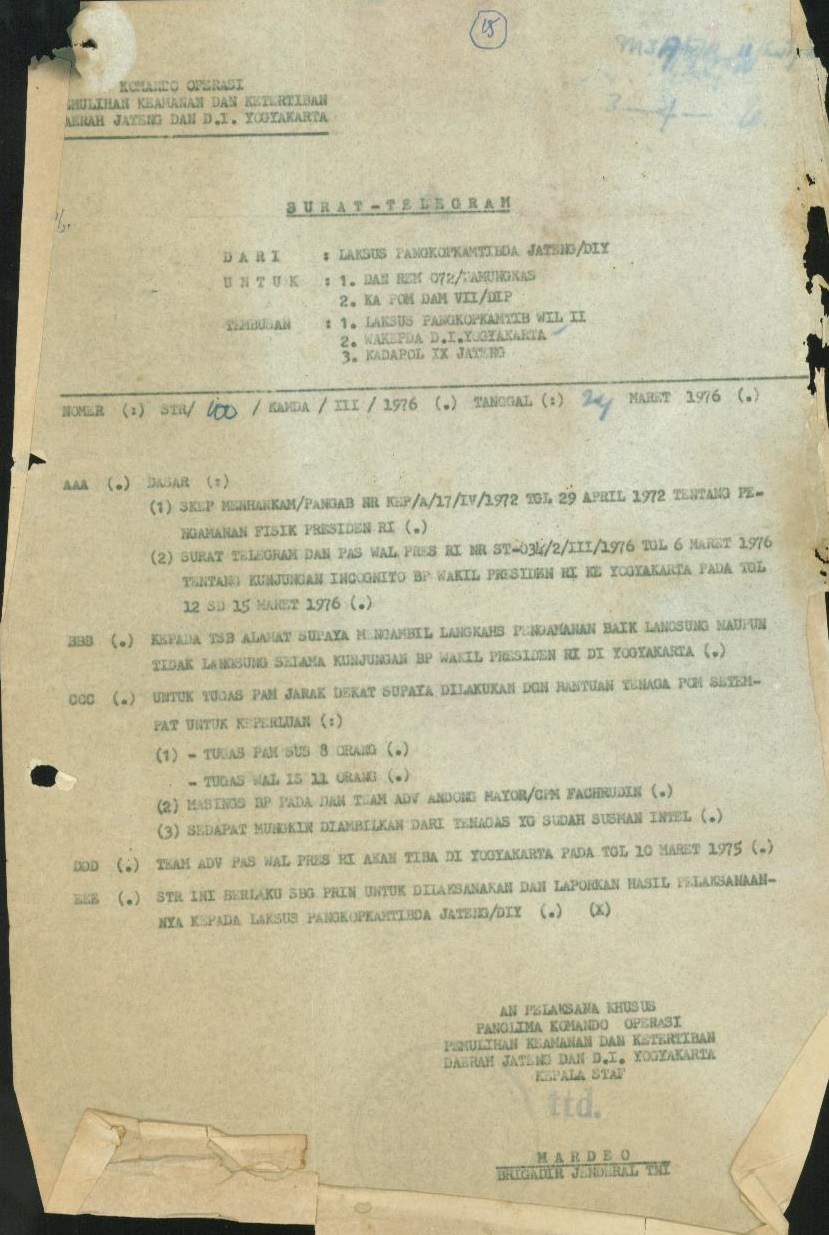 18
KOMANDO OPERASI
EMULIHAN KEAMANAN DAN KETERTIBAN
AERAH JATENG DAN D.I. YOGYAKARTA
3 - 4 -
SURAT-TELEGRAM
DARI : LAKSUS PANGKOPKAMTIBDA JATENG/DIY
UNTUK : 1. DAN REM 072/PAMUNGKAS
2. KA POM DAM VII/DIP
TEMBUSAN : 1. LAKSUS PANGKOPKAMTIB WIL II
2. WAKEPDA D.I.YOGYAKARTA
3. KADAPOL IX JATENG
NOMER (:) STR/ 100 / KAMDA / III / 1976 (.) TANGGAL (:) 24 MARET 1976 (.)
AAA (.) DASAR (:)
(1) SKEP MENHANKAM/PANGAB NR KEP/A/17/IV/1972 TGL 29 APRIL 1972 TENTANG PE-
NGAMANAN FISIK PRESIDEN RI (.)
(2) SURAT TELEGRAM DAN PAS WAL PRES RI NR ST-034/2/III/1976 TGL 6 MARET 1976
TENTANG KUNJUNGAN INCOGNITO BP WAKIL PRESIDEN RI KE YOGYAKARTA PADA TGL
12 SD 15 MARET 1976 (.)
BBB (.) KEPADA TSB ALAMAT SUPAYA MENGAMBIL LANGKAHS PENGAMANAN BAIK LANGSUNG MAUPUN
TIDAK LANGSUNG SELAMA KUNJUNGAN BP WAKIL PRESIDEN RI DI YOGYAKARTA (.)
CCC (.) UNTUK TUGAS PAM JARAK DEKAT SUPAYA DILAKUKAN DGN BANTUAN TENAGA POM SETEM-
PAT UNTUK KEPERLUAN (:)
(1) - TUGAS PAM SUS 8 ORANG (.)
- TUGAS WAL IS 11 ORANG (.)
(2) MASINGS BP PADA DAN TEAM ADV ANDONG MAYOR/CPM FACHRUDIN (.)
(3) SEDAPAT MUNGKIN DIAMBILKAN DARI TENAGAS YG SUDAH SUSMAN INTEL (.)
DDD (.) TEAM ADV PAS WAL PRES RI AKAN TIBA DI YOGYAKARTA PADA TGL 10 MARET 1975 (.)
EEE (.) STR INI BERLAKU SBG PRIN UNTUK DILAKSANAKAN DAN LAPORKAN HASIL PELAKSANAAN-
NYA KEPADA LAKSUS PANGKOPKAMTIBDA JATENG/DIY (.) (X)
AN PELAKSANA KHUSUS
PANGLIMA KOMANDO OPERASI
PEMULIHAN KEAMANAN DAN KETERTIBAN
DAERAH JATENG DAN D.I. YOGYAKARTA
KEPALA STAF
ttd.
MARDEO
BRIGADIR JENDERAL TNI